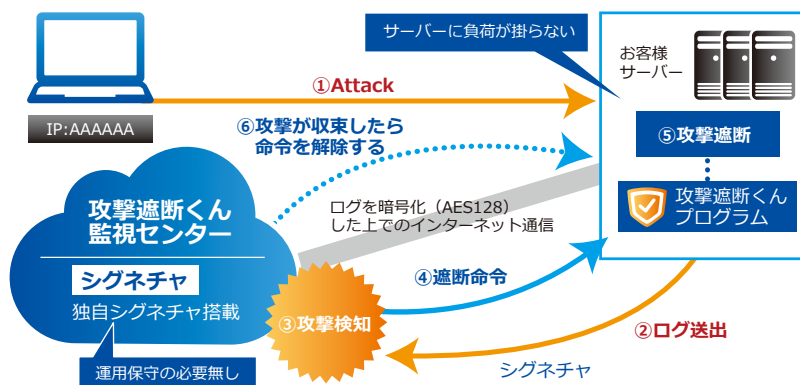 サーバーに負荷が掛らない
お客様
サーバー
①Attack
IP:AAAAAA
⑥攻撃が収束したら
命令を解除する
⑤攻撃遮断
攻撃遮断くん
プログラム
攻撃遮断くん
監視センター
ログを暗号化（AES128）
した上でのインターネット通信
シグネチャ
独自シグネチャ搭載
④遮断命令
③攻撃検知
②ログ送出
シグネチャ
運用保守の必要無し